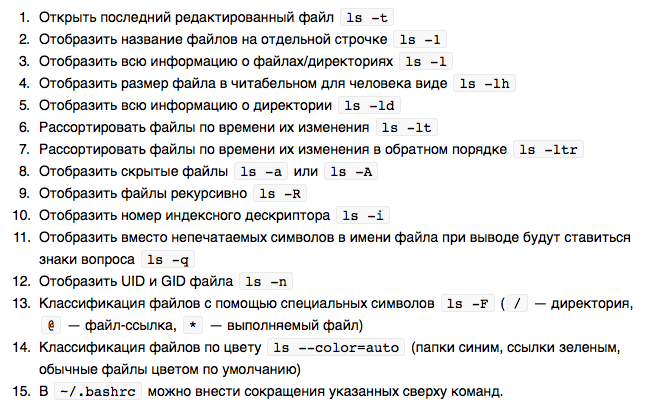 1. Открыть последний редактированный файл ls -t
2. Отобразить название файлов на отдельной строчке ls -1
3. Отобразить всю информацию о файлах/директориях ls -l
4. Отобразить размер файла в читабельном для человека виде ls -lh
5. Отобразить всю информацию о директории ls -ld
6. Рассортировать файлы по времени их изменения ls -lt
7. Рассортировать файлы по времени их изменения в обратном порядке ls -ltr
8. Отобразить скрытые файлы ls -a или ls -A
9. Отобразить файлы рекурсивно ls -R
10. Отобразить номер индексного дескриптора ls -i
11. Отобразить вместо непечатаемых символов в имени файла при выводе будут ставиться
знаки вопроса ls -q
12. Отобразить UID и GID файла ls -n
13. Классификация файлов с помощью специальных символов ls -F ( / — директория,
@ — файл-ссылка, * — выполняемый файл)
14. Классификация файлов по цвету ls --color=auto (папки синим, ссылки зеленым,
обычные файлы цветом по умолчанию)
15. В ~/.bashrc можно внести сокращения указанных сверху команд.